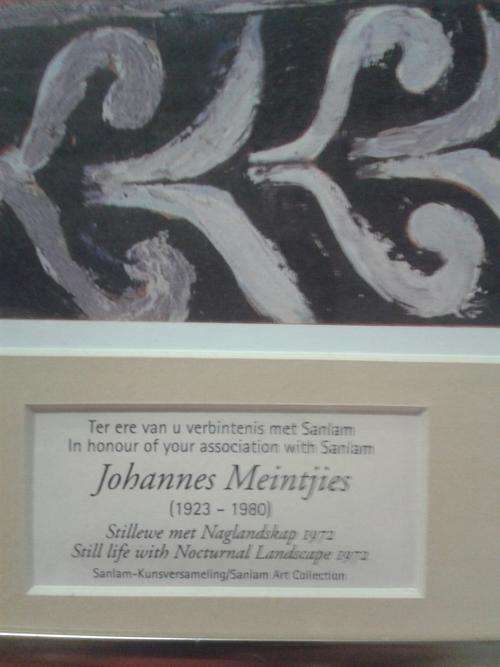 Ter ere van u verbintenis met Sanlam
In honour of your association with Sanlam
Johannes Meintjies
(1923 – 1980)
Stillewe met Naglandskap 1972
Still life with Nocturnal Landscape 1972
Sanlam-Kunsversameling/Sanlam Art Collection